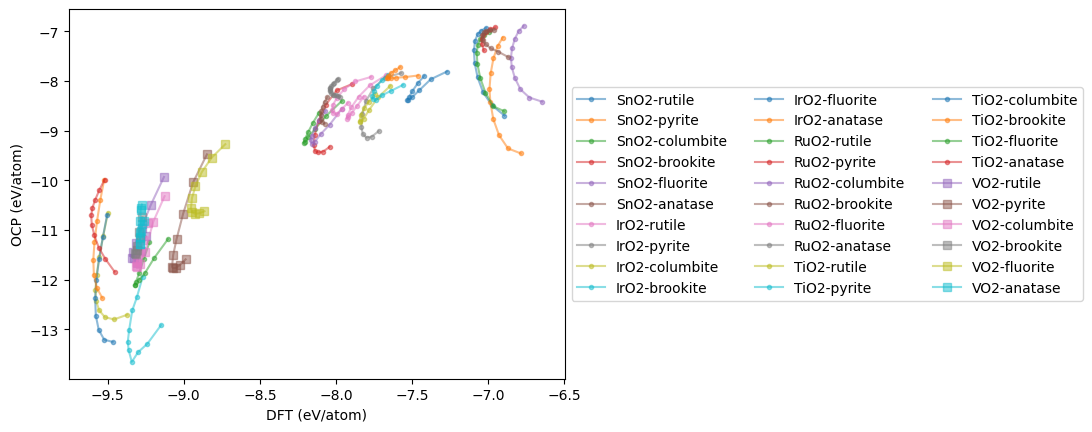 −7
−8
−9
−10
−11
−12
−13
OCP (eV/atom)
−9.5 −9.0 −8.5 −8.0 −7.5 −7.0 −6.5
DFT (eV/atom)
SnO2-rutile
SnO2-pyrite
SnO2-columbite
SnO2-brookite
SnO2-fluorite
SnO2-anatase
IrO2-rutile
IrO2-pyrite
IrO2-columbite
IrO2-brookite
IrO2-fluorite
IrO2-anatase
RuO2-rutile
RuO2-pyrite
RuO2-columbite
RuO2-brookite
RuO2-fluorite
RuO2-anatase
TiO2-rutile
TiO2-pyrite
TiO2-columbite
TiO2-brookite
TiO2-fluorite
TiO2-anatase
VO2-rutile
VO2-pyrite
VO2-columbite
VO2-brookite
VO2-fluorite
VO2-anatase